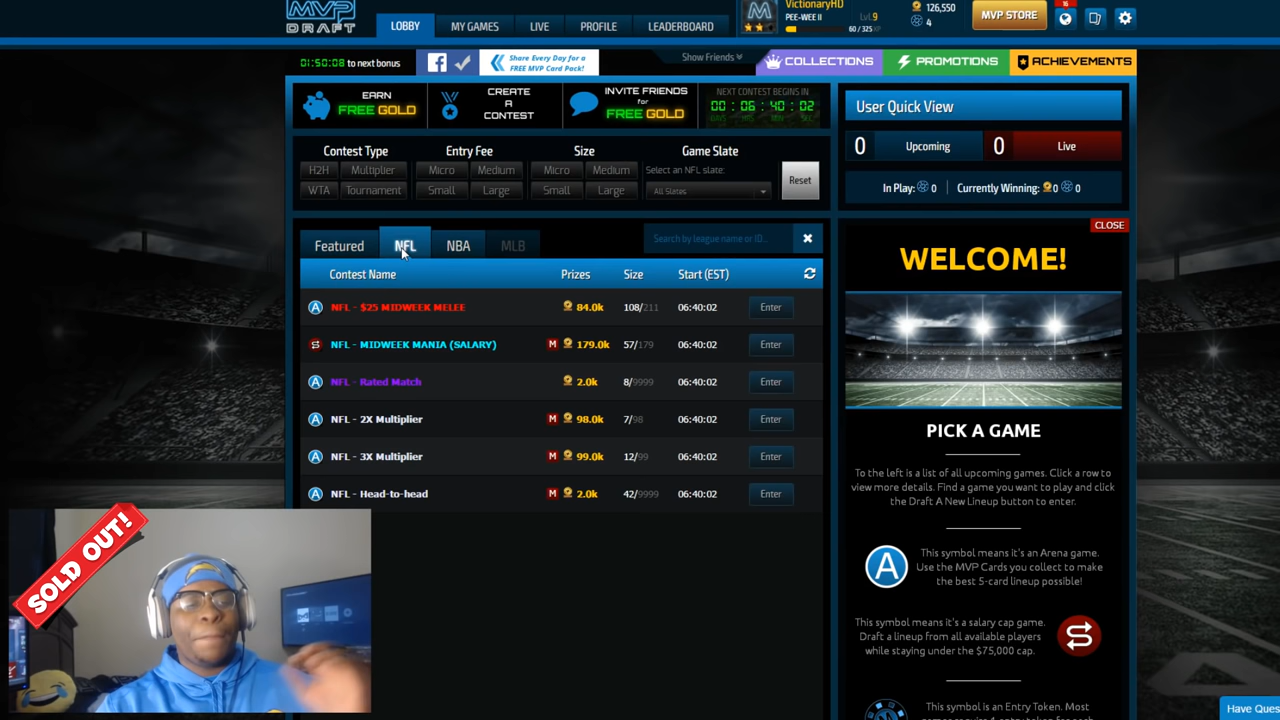 MVP
DRAFT
LOBBY
MY GAMES
LIVE
PROFILE
LEADERBOARD
VictionaryHD
PEE-WEE II
LVL.9
60 / 325 XP
126,550
4
MVP STORE
16
01:50:08 to next bonus
Share Every Day for a
FREE MVP Card Pack!
Show Friends
COLLECTIONS
PROMOTIONS
ACHIEVEMENTS
EARN
FREE GOLD
CREATE
A
CONTEST
INVITE FRIENDS
for
FREE GOLD
NEXT CONTEST BEGINS IN
00 : 06 : 40 : 02
DAYS HRS MIN SEC
User Quick View
0 Upcoming
0 Live
In Play: 0
Currently Winning: 0 0
Contest Type
Entry Fee
Size
Game Slate
H2H
Multiplier
Micro
Medium
Micro
Medium
Select an NFL slate:
WTA
Tournament
Small
Large
Small
Large
All Slates
Reset
Featured
NFL
NBA
MLB
Search by league name or ID...
Contest Name Prizes Size Start (EST)
A NFL - $25 MIDWEEK MELEE 84.0k 108/211 06:40:02 Enter
S NFL - MIDWEEK MANIA (SALARY) M 179.0k 57/179 06:40:02 Enter
A NFL - Rated Match 2.0k 8/9999 06:40:02 Enter
A NFL - 2X Multiplier M 98.0k 7/98 06:40:02 Enter
A NFL - 3X Multiplier M 99.0k 12/99 06:40:02 Enter
A NFL - Head-to-head M 2.0k 42/9999 06:40:02 Enter
CLOSE
WELCOME!
PICK A GAME
To the left is a list of all upcoming games. Click a row to
view more details. Find a game you want to play and click
the Draft A New Lineup button to enter.
A
This symbol means it's an Arena game.
Use the MVP Cards you collect to make
the best 5-card lineup possible!
This symbol means it's a salary cap game.
Draft a lineup from all available players
while staying under the $75,000 cap.
S
This symbol is an Entry Token. Most
Have Ques
SOLD OUT!